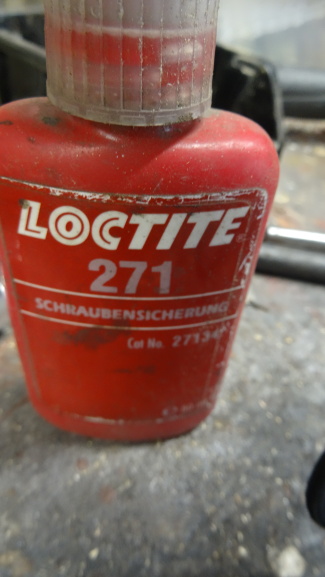 LOCTITE
271
SCHRAUBENSICHERUNG
Cat No.